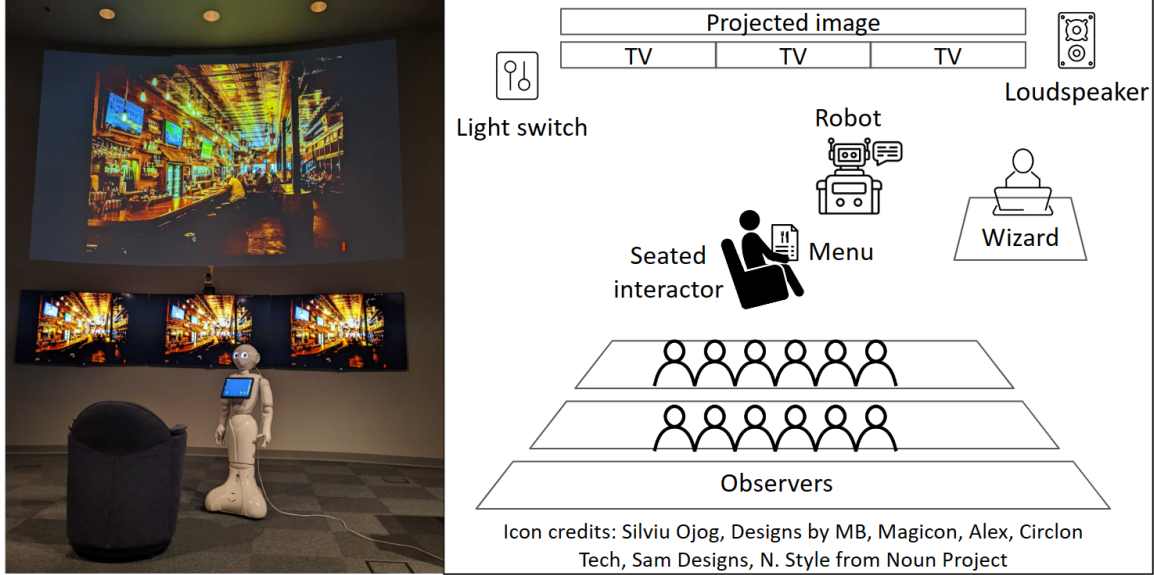 Projected image
TV TV TV
Light switch
Loudspeaker
Robot
Wizard
Seated
interactor
Menu
Observers
Icon credits: Silviu Ojog, Designs by MB, Magicon, Alex, Circlon
Tech, Sam Designs, N. Style from Noun Project